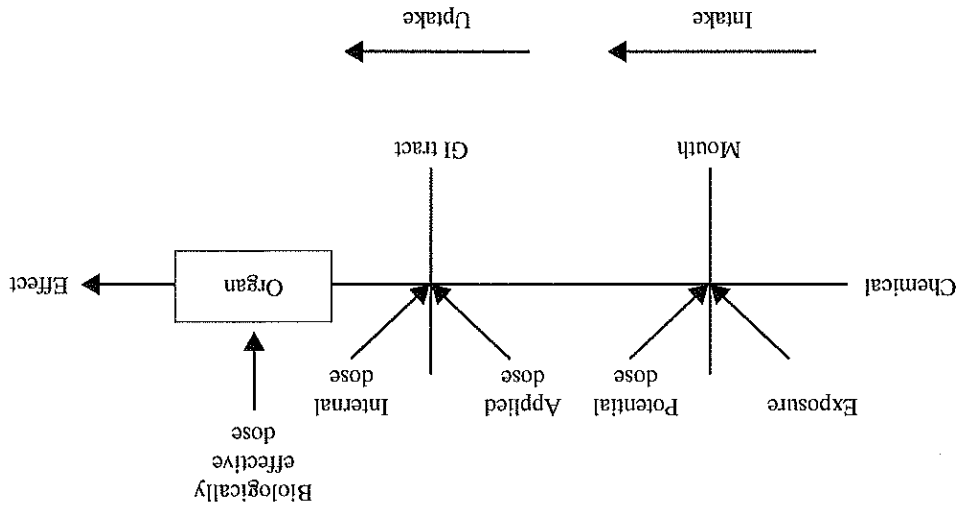 Biologically
effective
dose
Exposure
Potential
dose
Applied
dose
Internal
dose
Chemical
Organ
Effect
Mouth
GI tract
Intake
Uptake